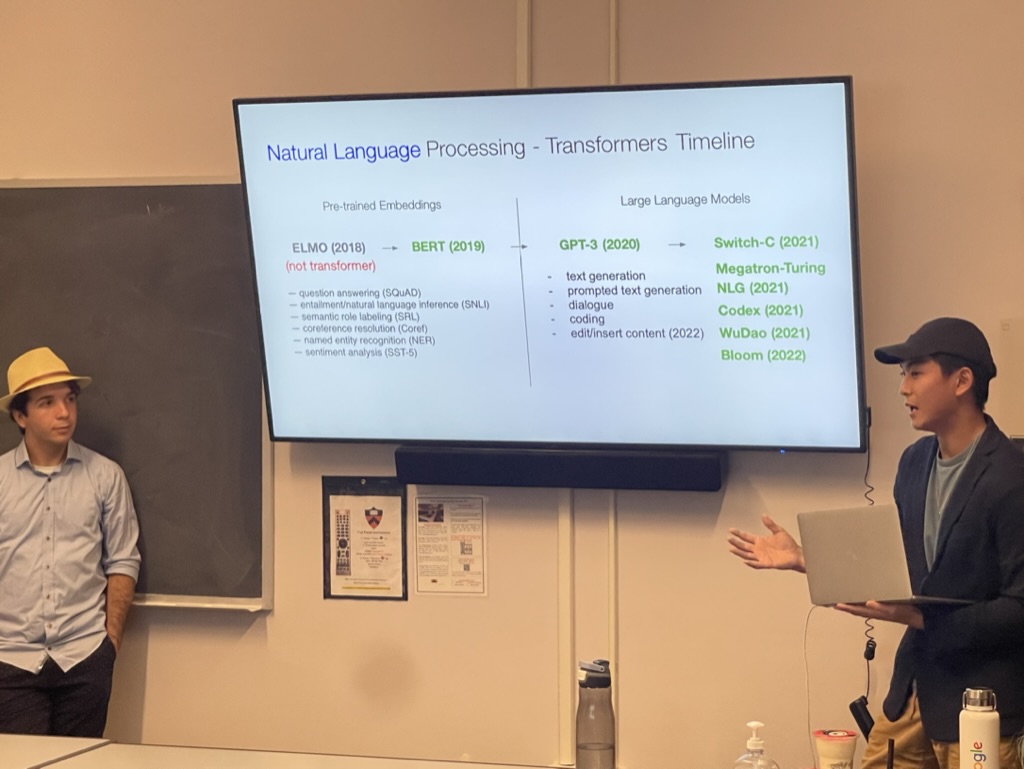 Natural Language Processing - Transformers Timeline
Pre-trained Embeddings
ELMO (2018) → BERT (2019) →
(not transformer)
— question answering (SQuAD)
— entailment/natural language inference (SNLI)
— semantic role labeling (SRL)
— coreference resolution (Coref)
— named entity recognition (NER)
— sentiment analysis (SST-5)
Large Language Models
GPT-3 (2020) → Switch-C (2021)
- text generation
- prompted text generation
- dialogue
- coding
- edit/insert content (2022)
Megatron-Turing
NLG (2021)
Codex (2021)
WuDao (2021)
Bloom (2022)
gle